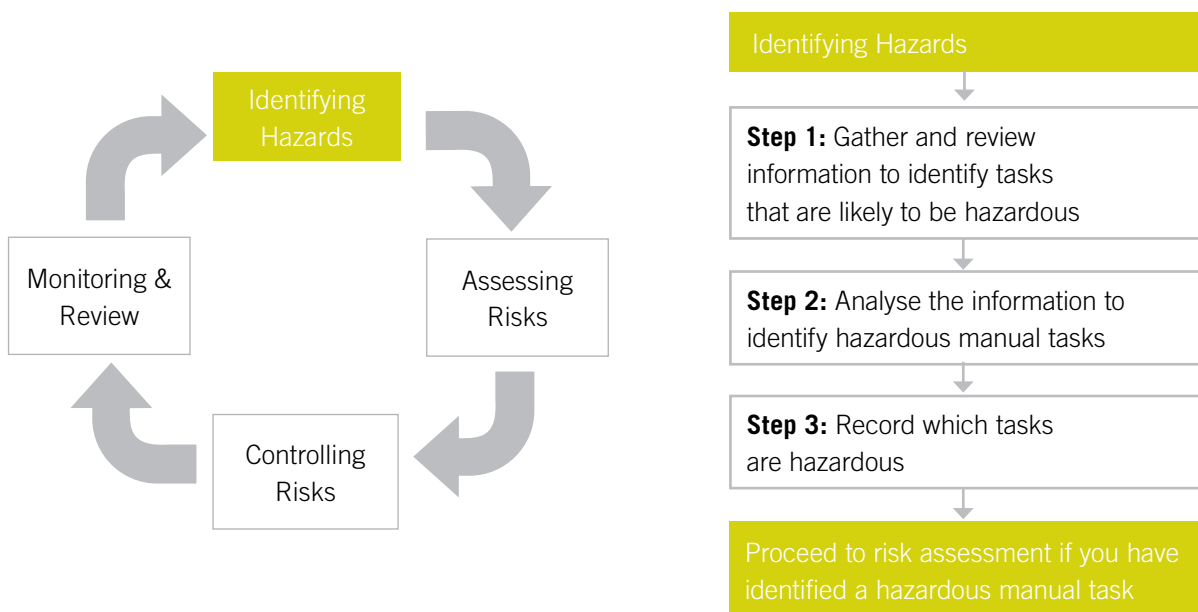 Identifying
Hazards
Assessing
Risks
Controlling
Risks
Monitoring &
Review
Identifying Hazards
Step 1: Gather and review
information to identify tasks
that are likely to be hazardous
Step 2: Analyse the information to
identify hazardous manual tasks
Step 3: Record which tasks
are hazardous
Proceed to risk assessment if you have
identified a hazardous manual task